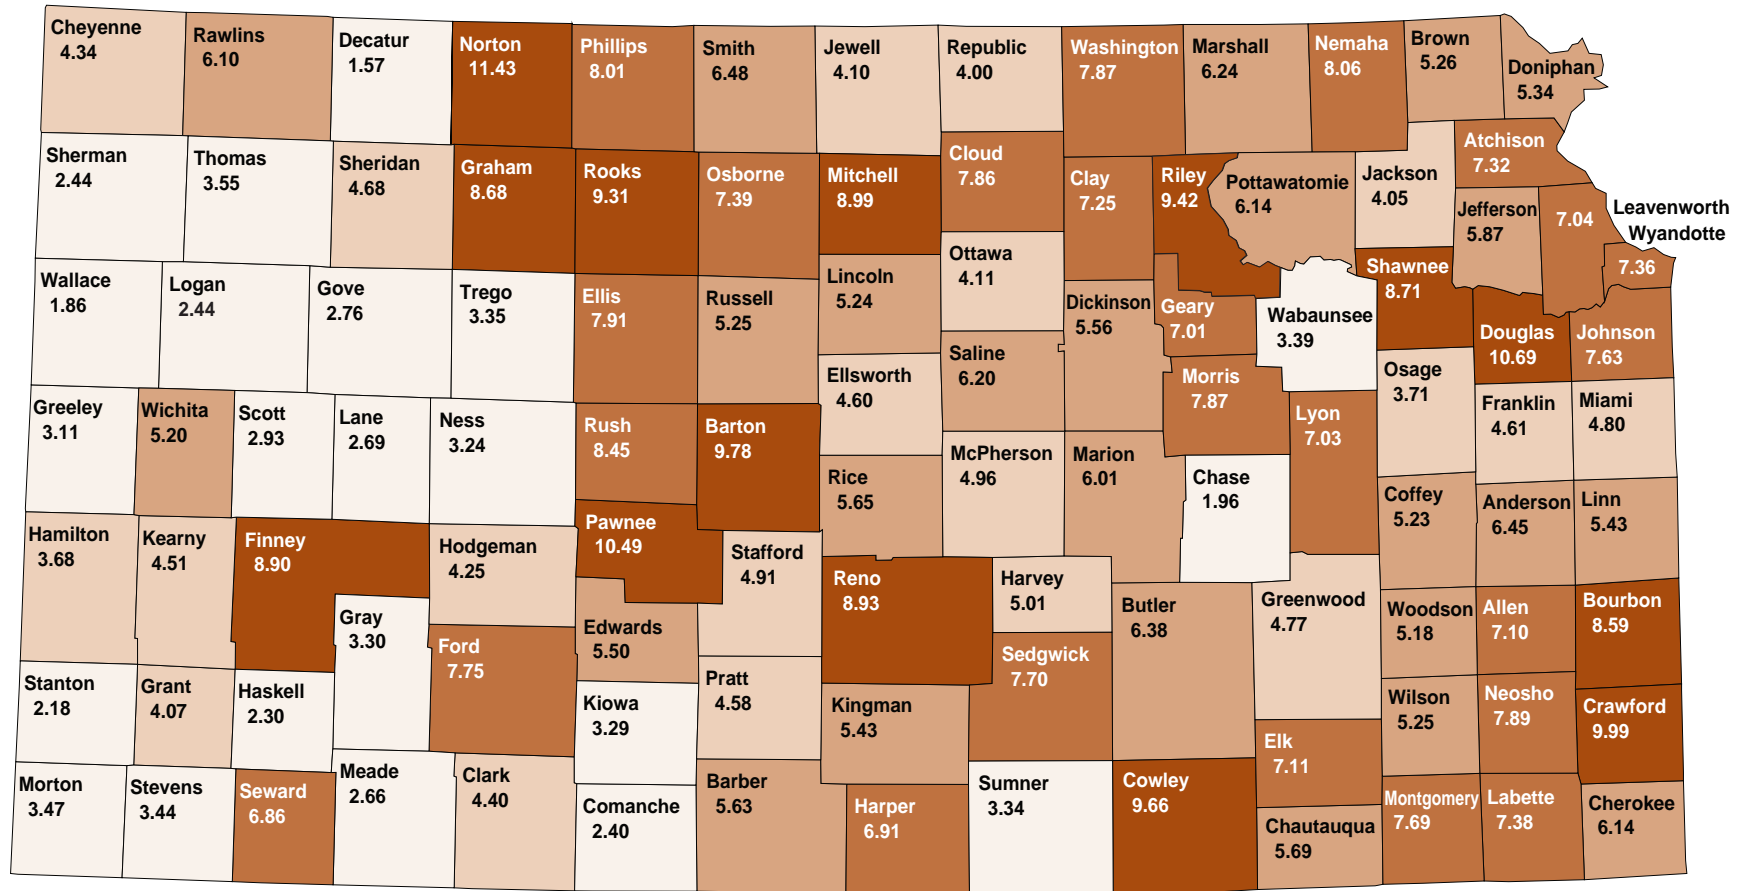 Cheyenne
4.34
Rawlins
6.10
Decatur
1.57
Norton
11.43
Phillips
8.01
Smith
6.48
Jewell
4.10
Republic
4.00
Washington
7.87
Marshall
6.24
Nemaha
8.06
Brown
5.26
Doniphan
5.34
Sherman
2.44
Thomas
3.55
Sheridan
4.68
Graham
8.68
Rooks
9.31
Osborne
7.39
Mitchell
8.99
Cloud
7.86
Clay
7.25
Riley
9.42
Pottawatomie
6.14
Jackson
4.05
Atchison
7.32
Jefferson
5.87
7.04
Leavenworth
Wyandotte
7.36
Wallace
1.86
Logan
2.44
Gove
2.76
Trego
3.35
Ellis
7.91
Russell
5.25
Lincoln
5.24
Ottawa
4.11
Dickinson
5.56
Geary
7.01
Wabaunsee
3.39
Shawnee
8.71
Douglas
10.69
Johnson
7.63
Ellsworth
4.60
Saline
6.20
Morris
7.87
Osage
3.71
Greeley
3.11
Wichita
5.20
Scott
2.93
Lane
2.69
Ness
3.24
Rush
8.45
Barton
9.78
Rice
5.65
McPherson
4.96
Marion
6.01
Chase
1.96
Lyon
7.03
Franklin
4.61
Miami
4.80
Coffey
5.23
Anderson
6.45
Linn
5.43
Hamilton
3.68
Kearny
4.51
Finney
8.90
Hodgeman
4.25
Pawnee
10.49
Stafford
4.91
Reno
8.93
Harvey
5.01
Butler
6.38
Greenwood
4.77
Woodson
5.18
Allen
7.10
Bourbon
8.59
Gray
3.30
Ford
7.75
Edwards
5.50
Sedgwick
7.70
Stanton
2.18
Grant
4.07
Haskell
2.30
Kiowa
3.29
Pratt
4.58
Kingman
5.43
Wilson
5.25
Neosho
7.89
Crawford
9.99
Elk
7.11
Morton
3.47
Stevens
3.44
Seward
6.86
Meade
2.66
Clark
4.40
Comanche
2.40
Barber
5.63
Harper
6.91
Sumner
3.34
Cowley
9.66
Chautauqua
5.69
Montgomery
7.69
Labette
7.38
Cherokee
6.14